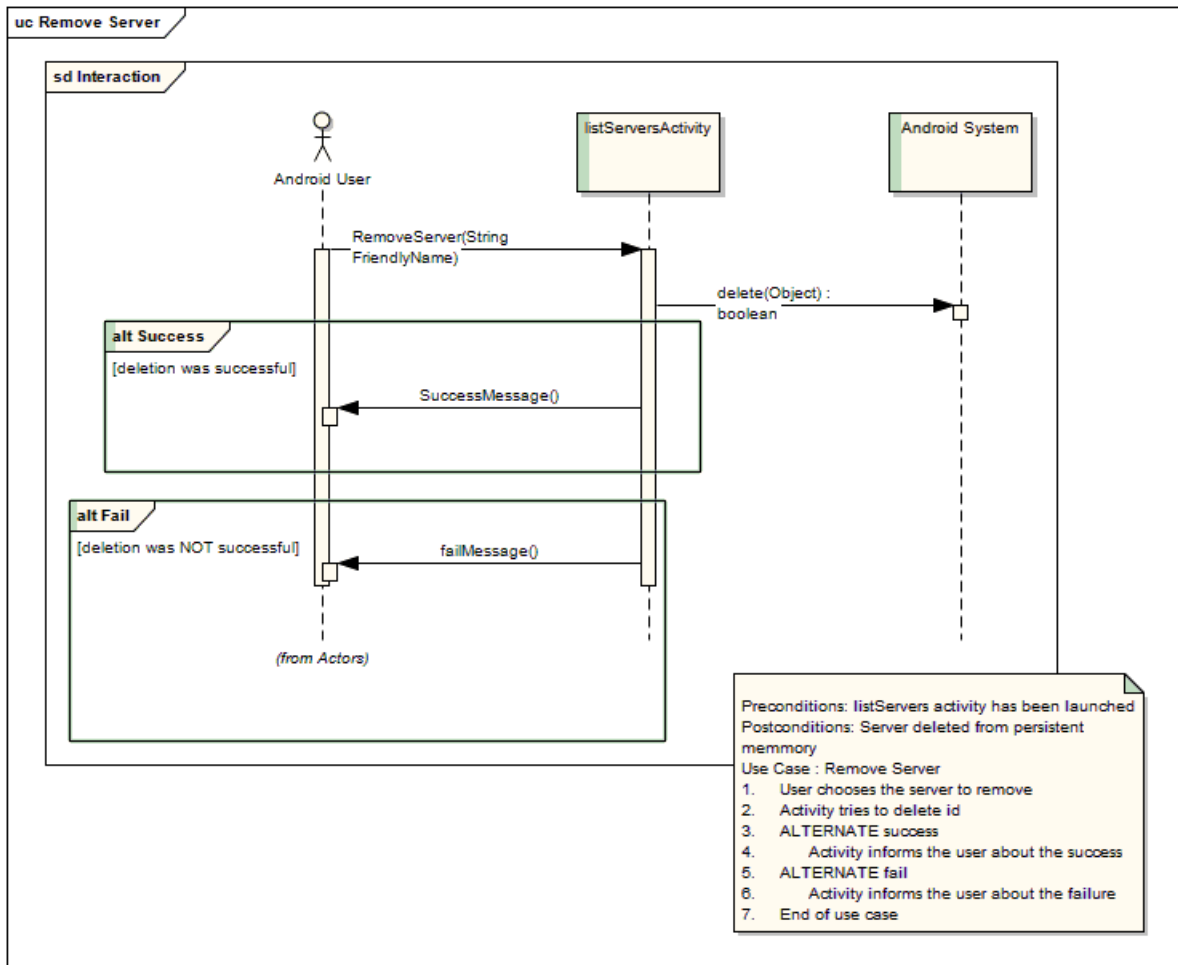 uc Remove Server
sd Interaction
listServersActivity
Android System
Android User
RemoveServer(String
FriendlyName)
delete(Object) :
boolean
alt Success
[deletion was successful]
SuccessMessage()
alt Fail
[deletion was NOT successful]
failMessage()
(from Actors)
Preconditions: listServers activity has been launched
Postconditions: Server deleted from persistent
memmory
Use Case : Remove Server
1. User chooses the server to remove
2. Activity tries to delete id
3. ALTERNATE success
4. Activity informs the user about the success
5. ALTERNATE fail
6. Activity informs the user about the failure
7. End of use case